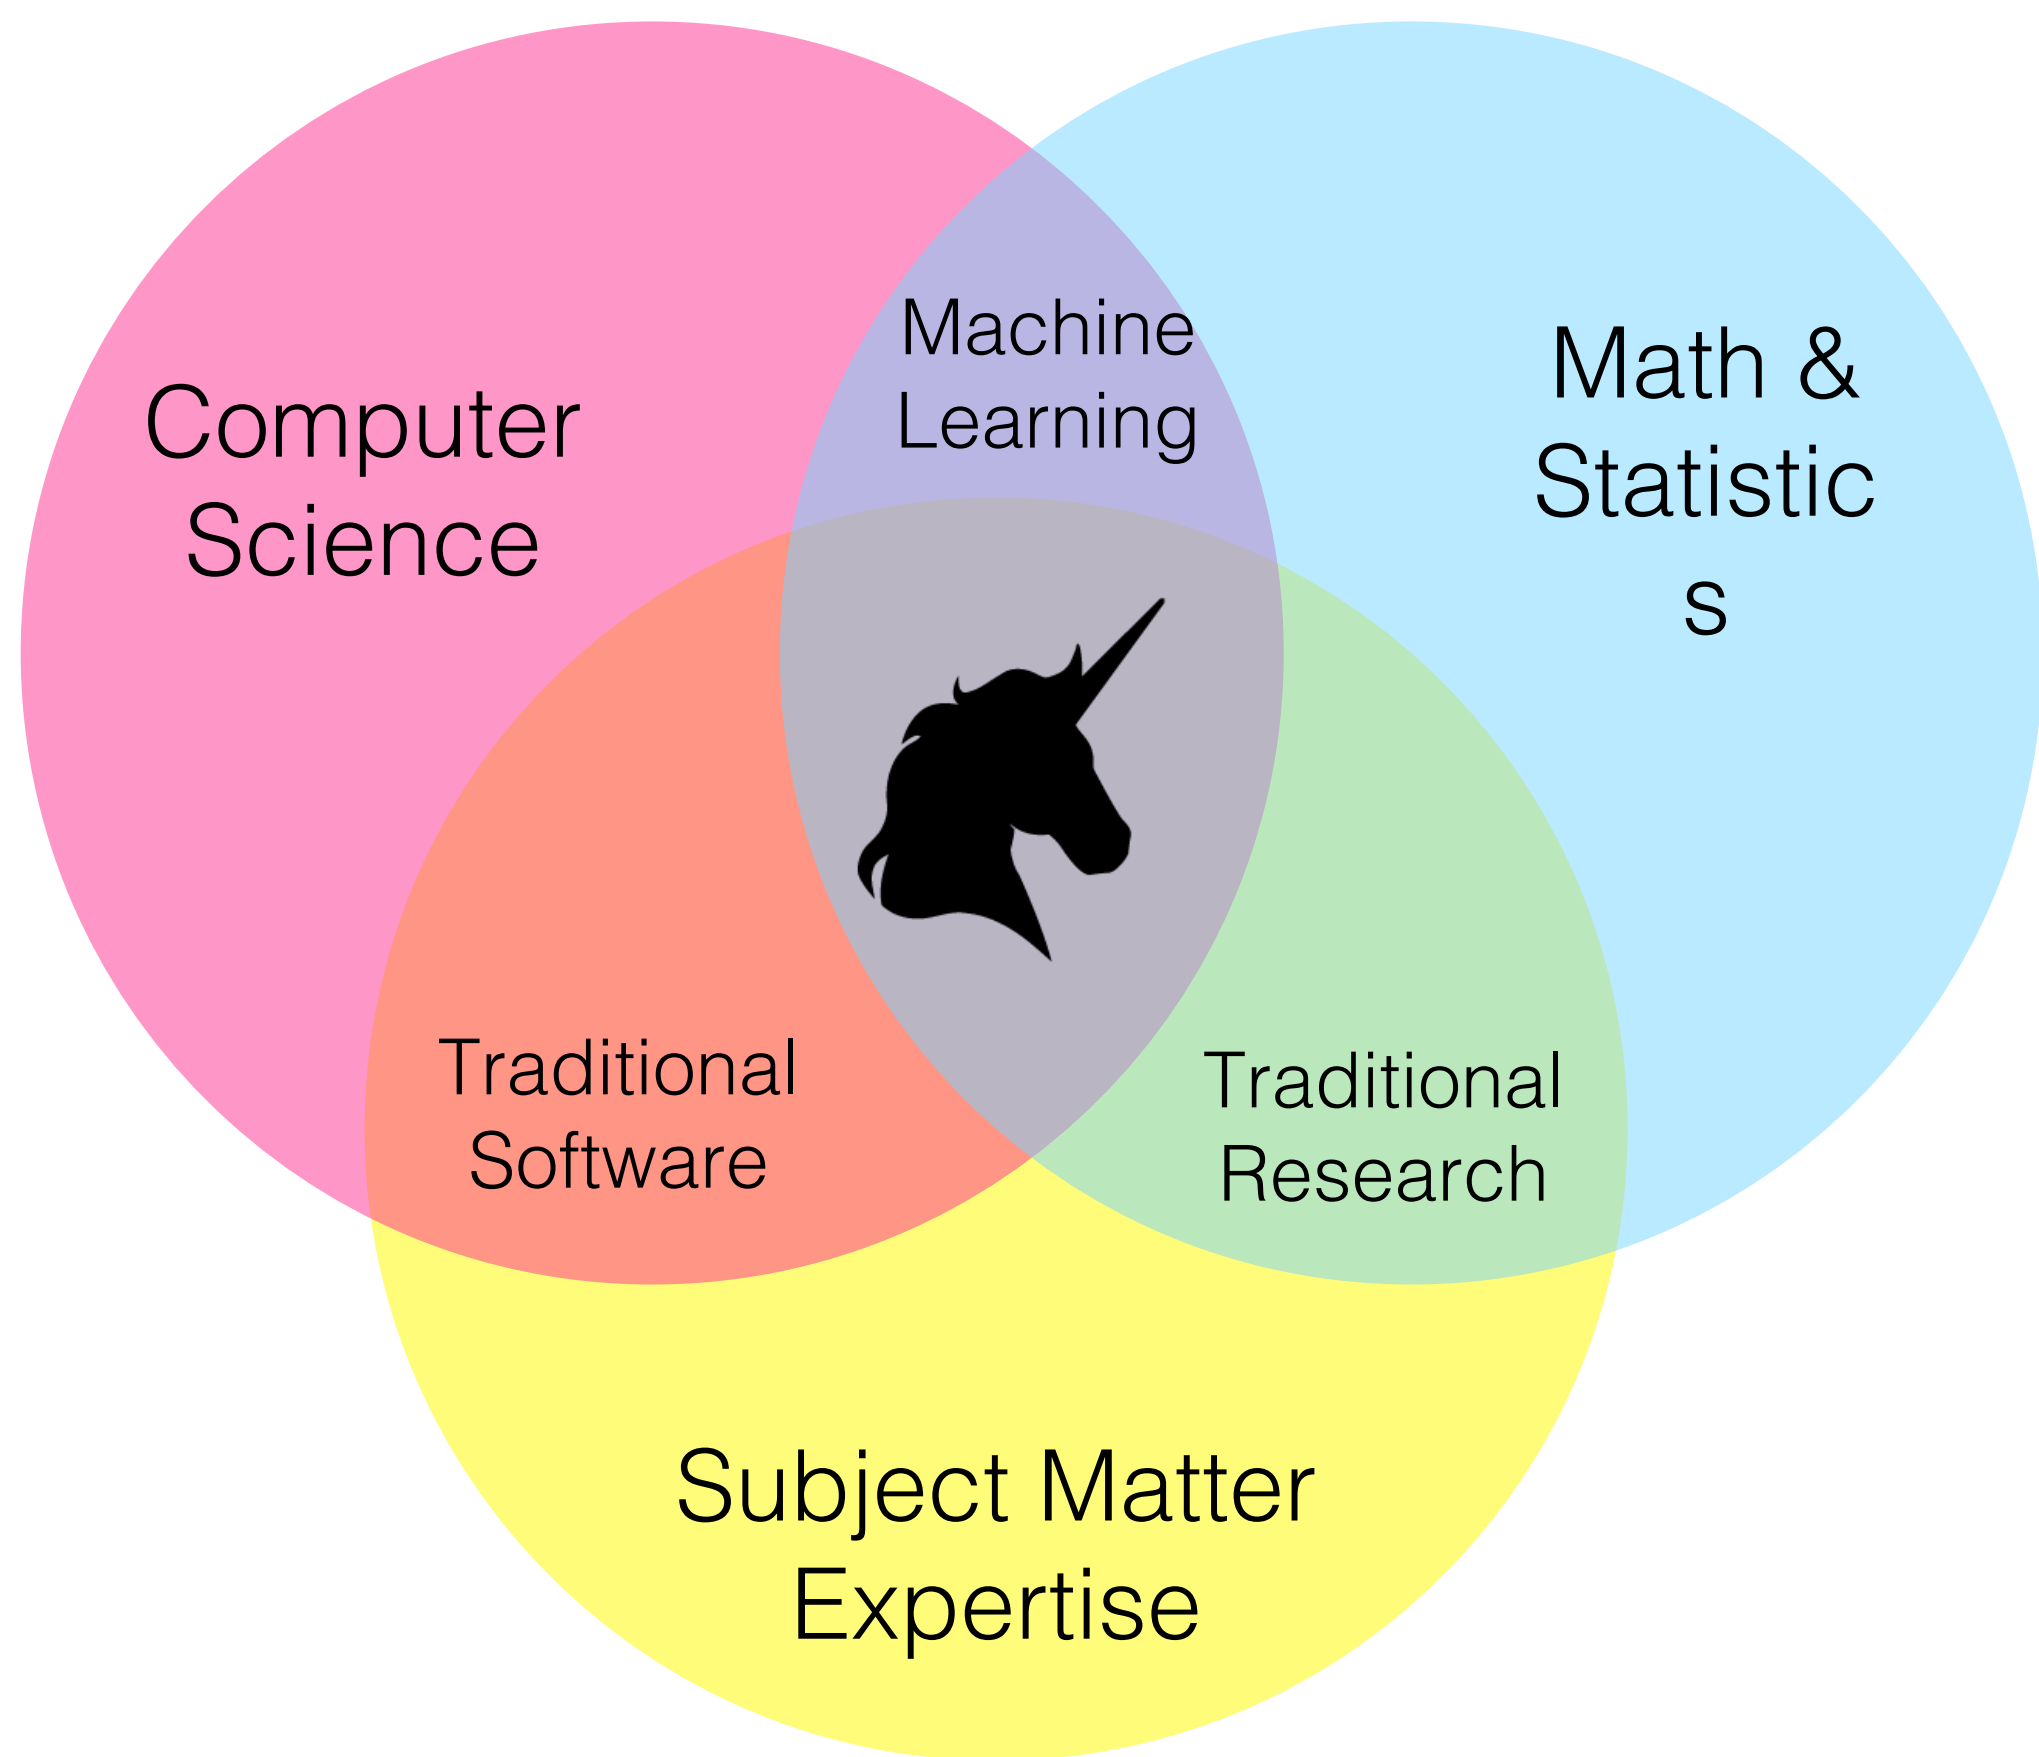 Computer
Science
Machine
Learning
Math &
Statistic
s
Traditional
Software
Traditional
Research
Subject Matter
Expertise